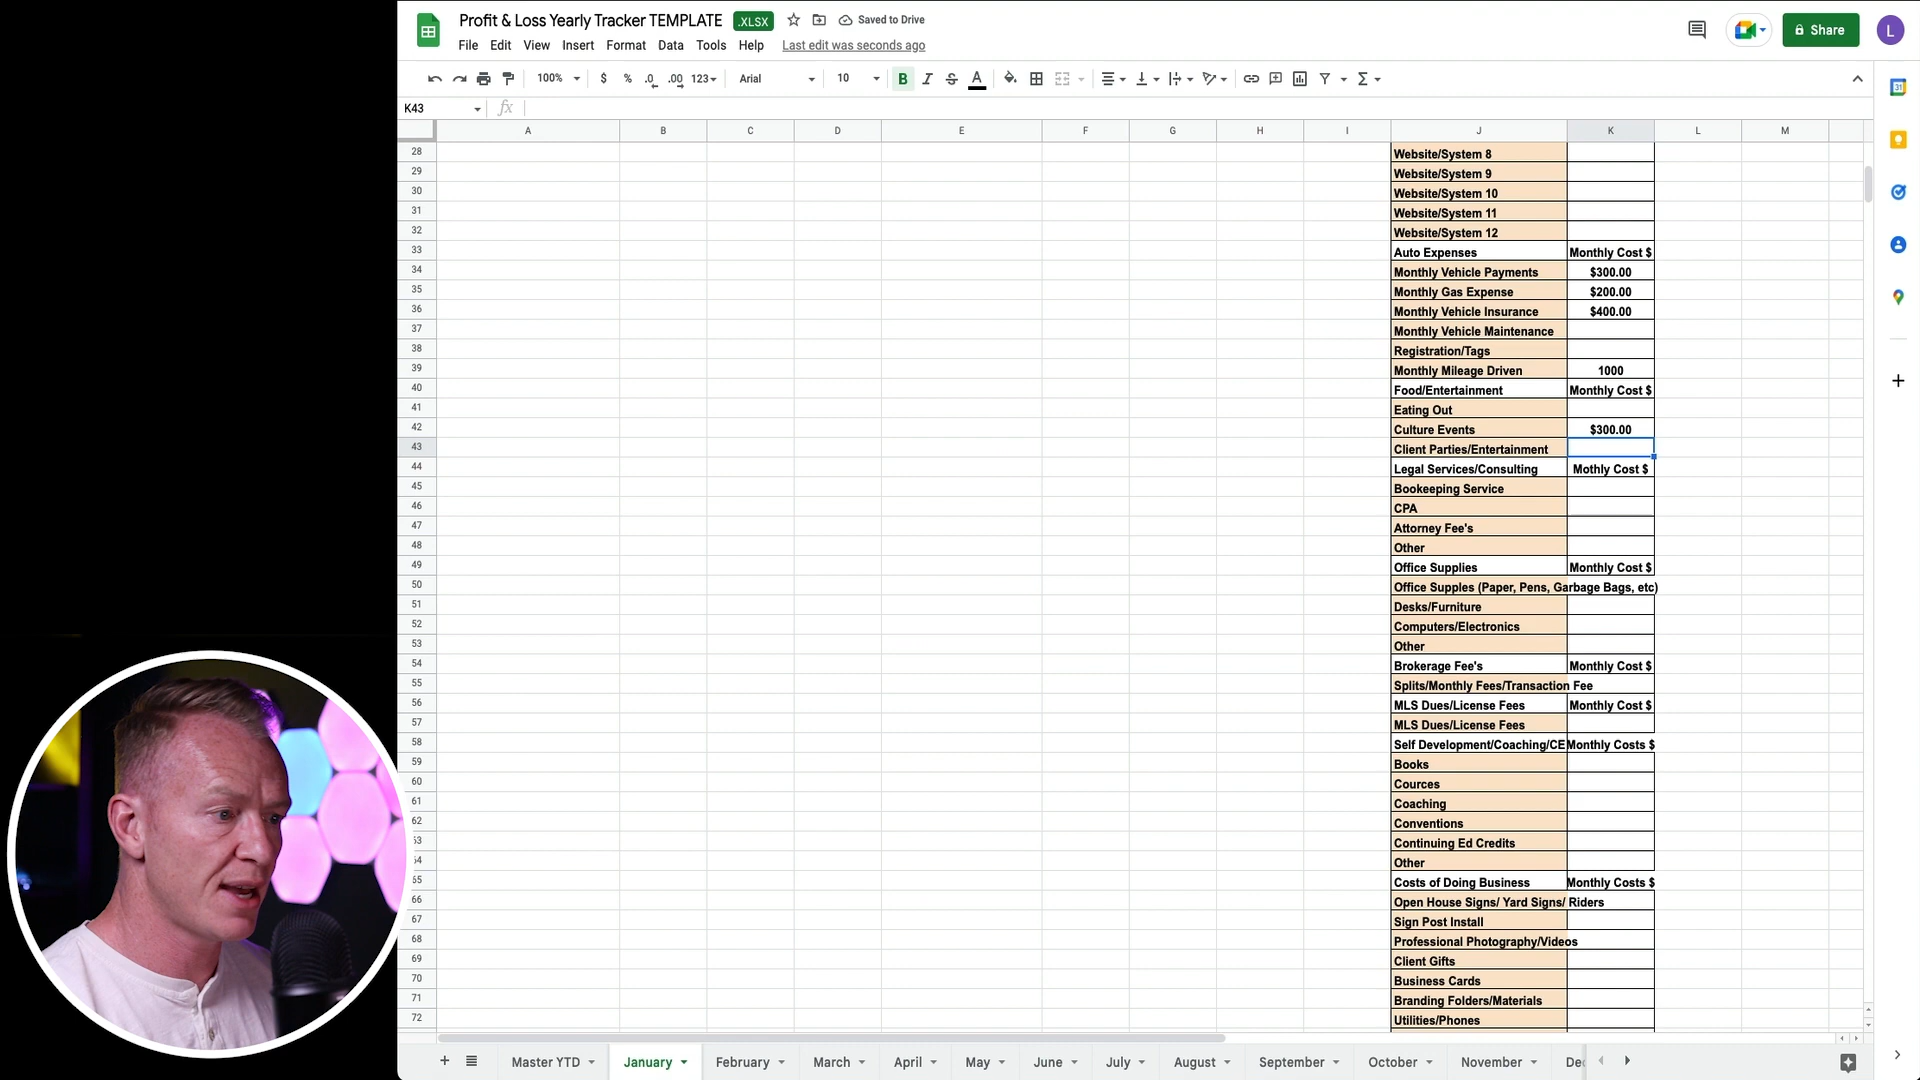 Profit & Loss Yearly Tracker TEMPLATE .XLSX Saved to Drive
File Edit View Insert Format Data Tools Help Last edit was seconds ago
Share
L
100% $ % .0 .00 123 Arial 10 B I S A
K43 fx
A B C D E F G H I J K L M
28 Website/System 8
29 Website/System 9
30 Website/System 10
31 Website/System 11
32 Website/System 12
33 Auto Expenses Monthly Cost $
34 Monthly Vehicle Payments $300.00
35 Monthly Gas Expense $200.00
36 Monthly Vehicle Insurance $400.00
37 Monthly Vehicle Maintenance
38 Registration/Tags
39 Monthly Mileage Driven 1000
40 Food/Entertainment Monthly Cost $
41 Eating Out
42 Culture Events $300.00
43 Client Parties/Entertainment
44 Legal Services/Consulting Mothly Cost $
45 Bookeeping Service
46 CPA
47 Attorney Fee's
48 Other
49 Office Supplies Monthly Cost $
50 Office Supples (Paper, Pens, Garbage Bags, etc)
51 Desks/Furniture
52 Computers/Electronics
53 Other
54 Brokerage Fee's Monthly Cost $
55 Splits/Monthly Fees/Transaction Fee
56 MLS Dues/License Fees Monthly Cost $
57 MLS Dues/License Fees
58 Self Development/Coaching/CE Monthly Costs $
59 Books
60 Cources
61 Coaching
62 Conventions
63 Continuing Ed Credits
64 Other
65 Costs of Doing Business Monthly Costs $
66 Open House Signs/ Yard Signs/ Riders
67 Sign Post Install
68 Professional Photography/Videos
69 Client Gifts
70 Business Cards
71 Branding Folders/Materials
72 Utilities/Phones
Master YTD January February March April May June July August September October November De
31